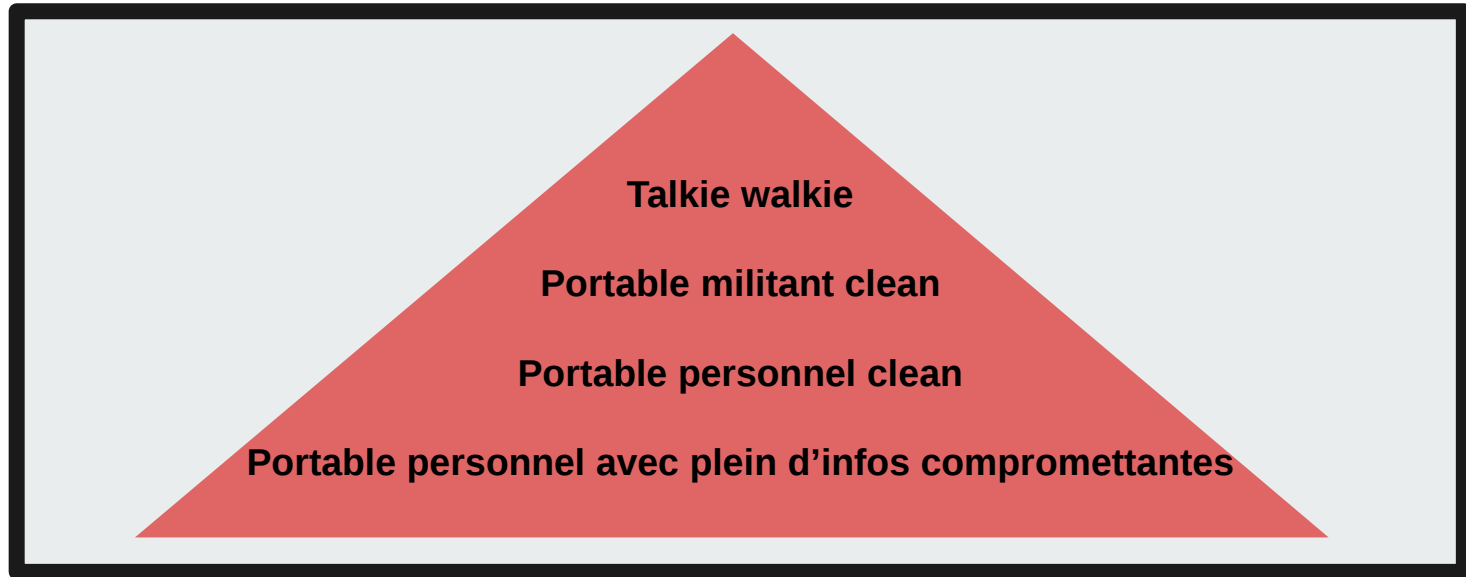 Talkie walkie
Portable militant clean
Portable personnel clean
Portable personnel avec plein d’infos compromettantes